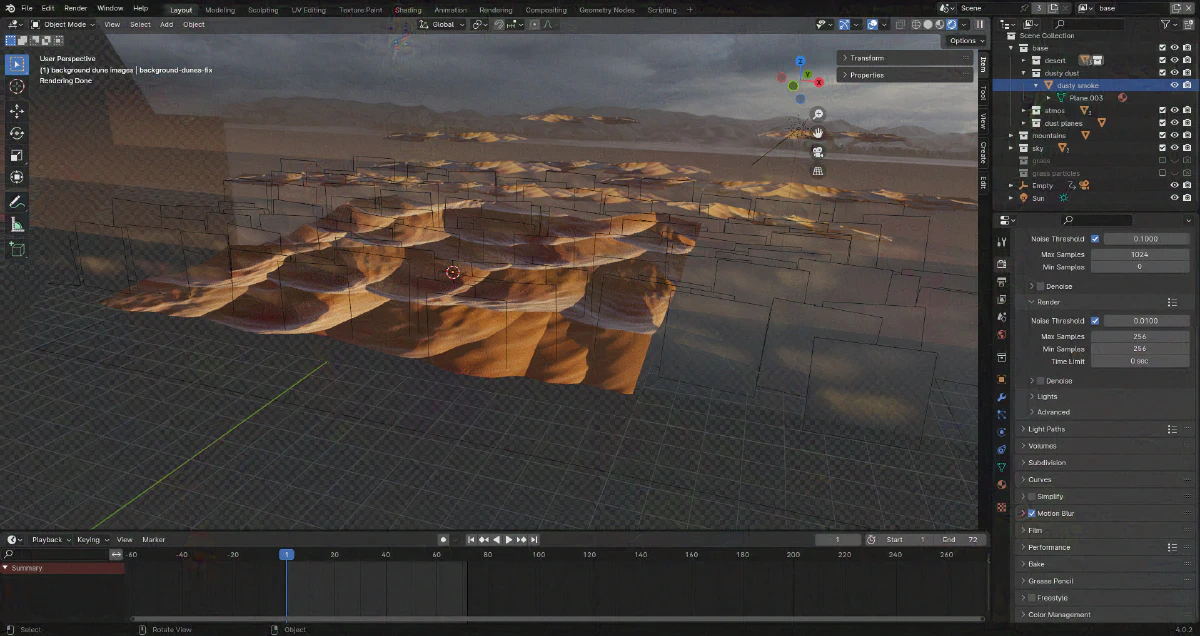 File Edit Render Window Help Layout Modeling Sculpting UV Editing Texture Paint Shading Animation Rendering Compositing Geometry Nodes Scripting + Scene 3 base
Object Mode View Select Add Object Global
Options
User Perspective
(1) background dune images | background-dunes-fix
Rendering Done
Transform
Properties
Z
Y
X
Item
Tool
View
Create
Edit
Scene Collection
base
desert
dusty dust
dusty smoke
Plane.003
atmos
dust planes
mountains
sky
grass
grass particles
Empty
Sun
Noise Threshold 0.1000
Max Samples 1024
Min Samples 0
Denoise
Render
Noise Threshold 0.0100
Max Samples 256
Min Samples 256
Time Limit
Denoise
Lights
Advanced
Light Paths
Volumes
Subdivision
Curves
Simplify
Motion Blur
Film
Performance
Bake
Grease Pencil
Freestyle
Color Management
Playback Keying View Marker 1 Start 1 End 72
-60 -40 -20 1 20 40 60 80 100 120 140 160 180 200 220 240 260
Summary
Select Rotate View Object 4.0.2